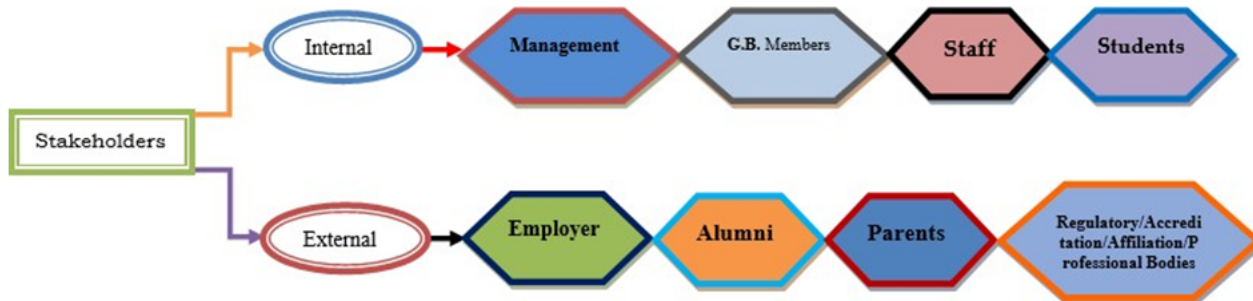 Internal
Management
G.B. Members
Staff
Students
Stakeholders
External
Employer
Alumni
Parents
Regulatory/Accredi
tation/Affiliation/P
rofessional Bodies